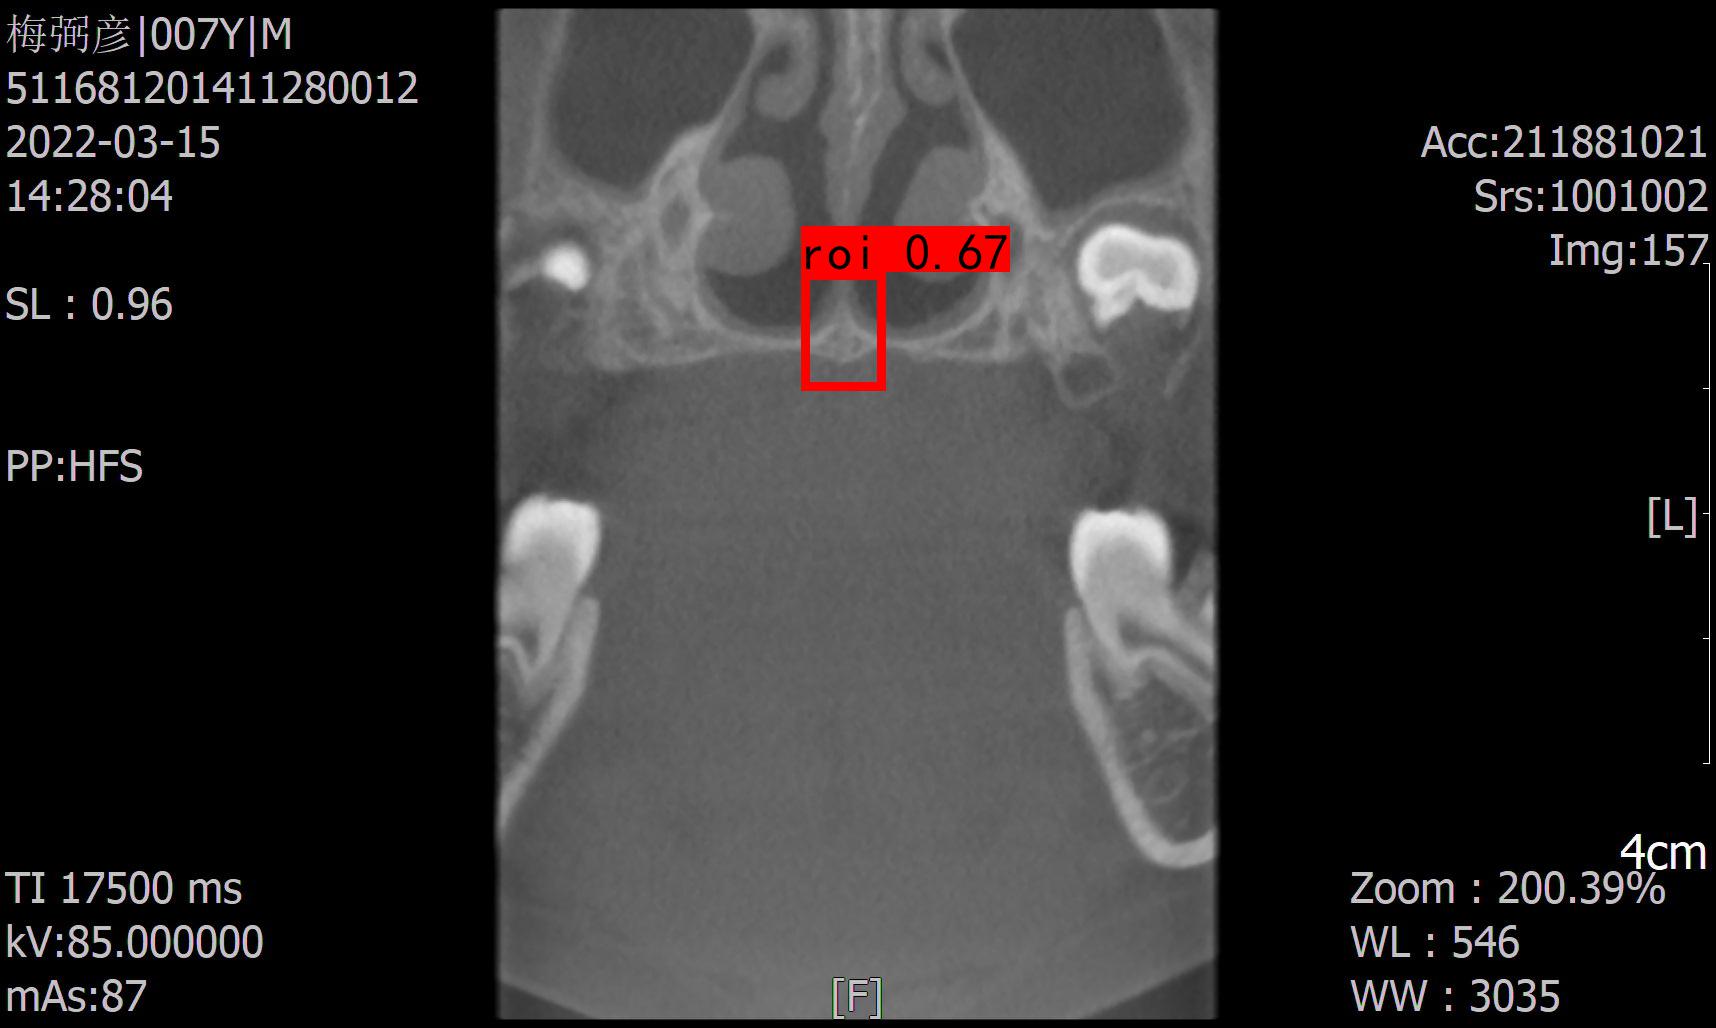 梅弼彦|007Y|M
511681201411280012
2022-03-15
14:28:04
SL : 0.96
PP:HFS
TI 17500 ms
kV:85.000000
mAs:87
roi 0.67
[F]
Acc:211881021
Srs:1001002
Img:157
[L]
4cm
Zoom : 200.39%
WL : 546
WW : 3035